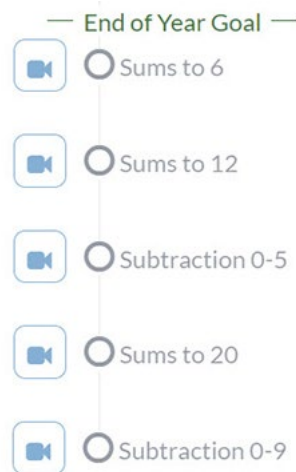 End of Year Goal
Sums to 6
Sums to 12
Subtraction 0-5
Sums to 20
Subtraction 0-9